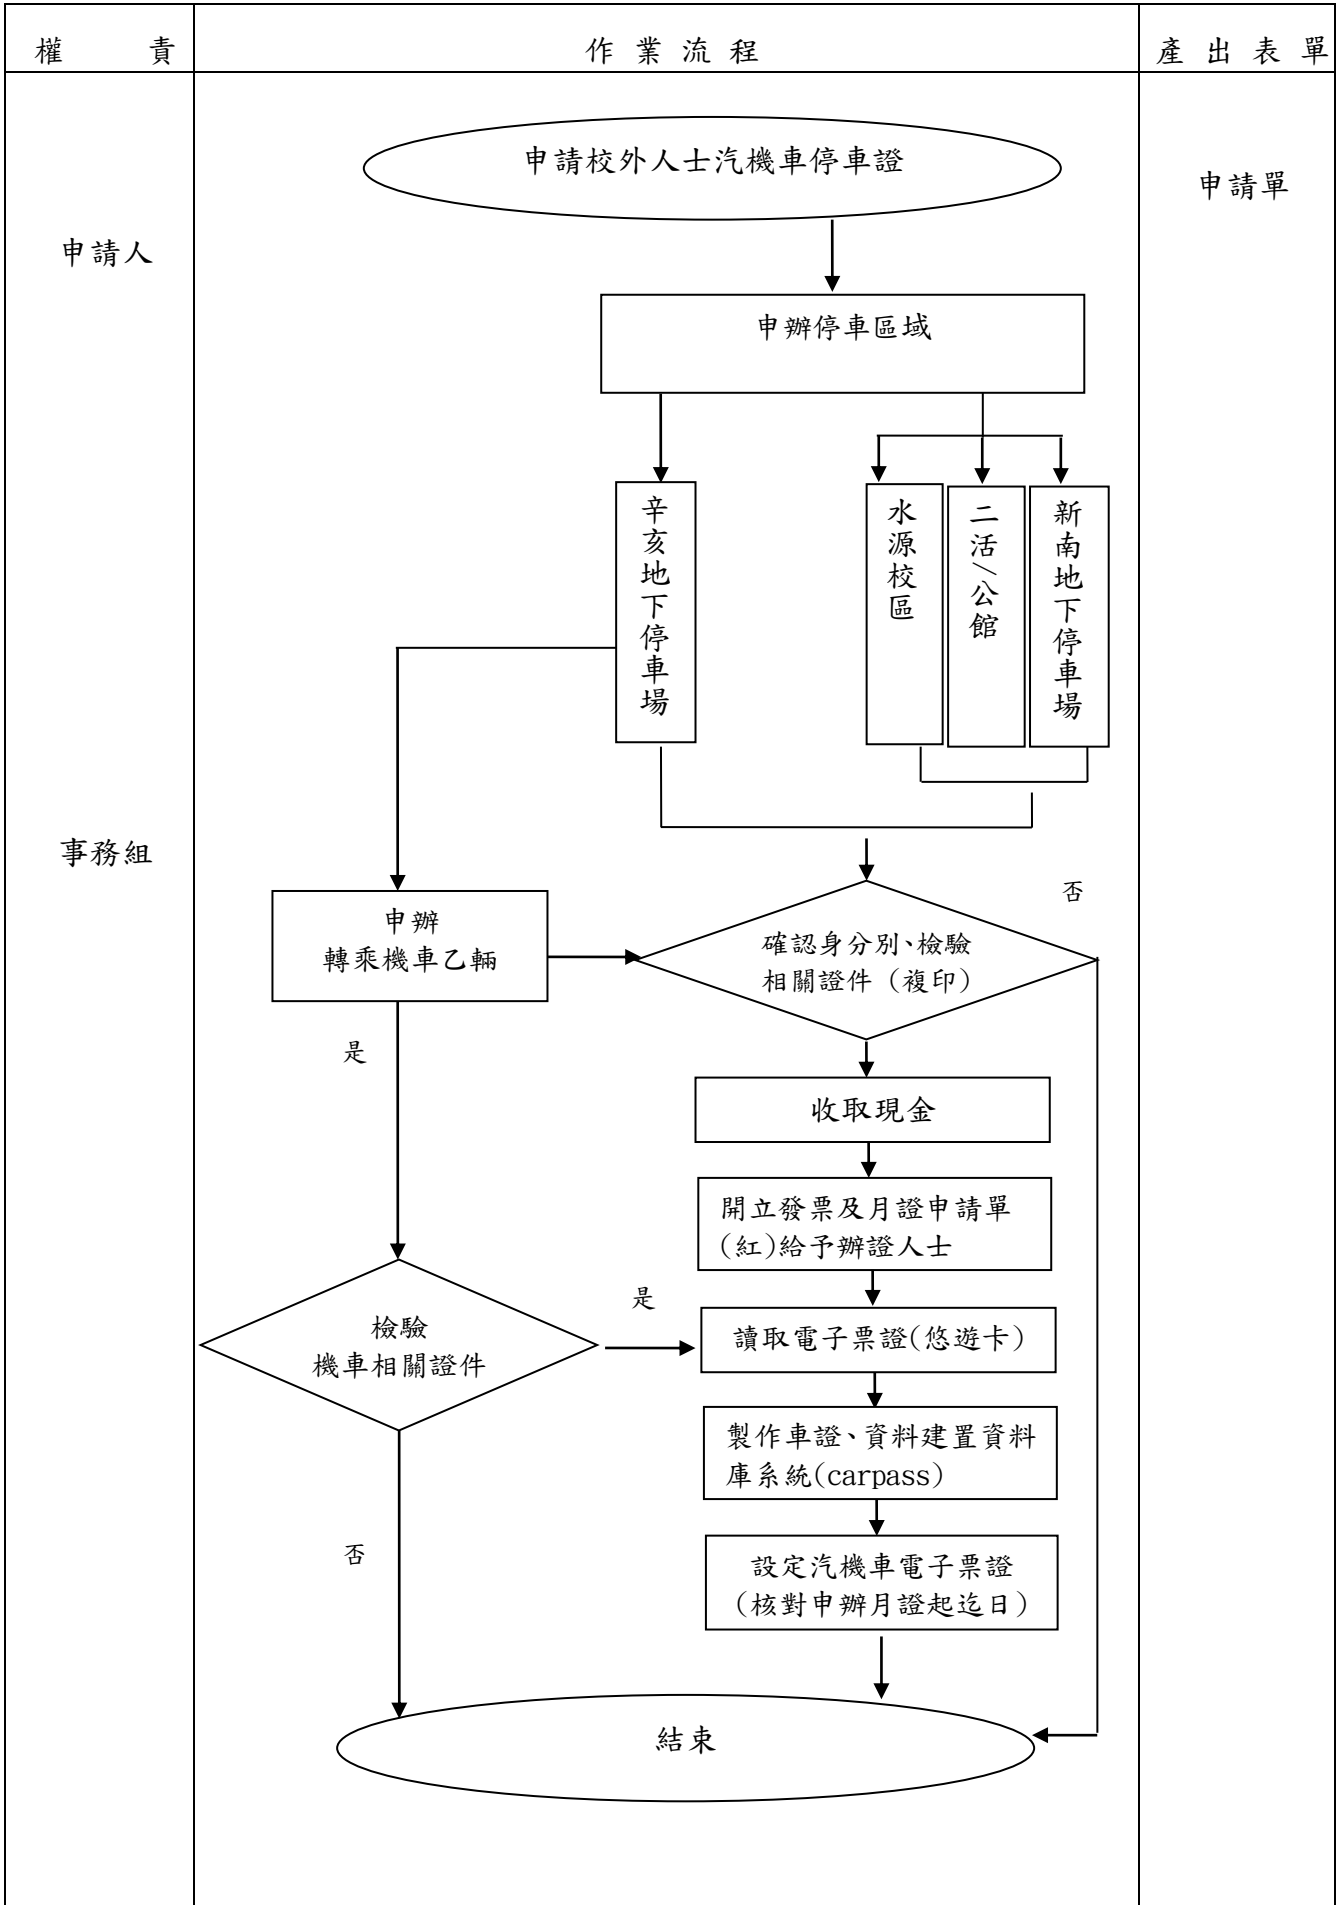 權 責
作 業 流 程
產 出 表 單
申請校外人士汽機車停車證
申請單
申請人
申辦停車區域
辛亥地下停車場
水源校區
二活/公館
新南地下停車場
事務組
否
申辦
轉乘機車乙輛
確認身分別、檢驗
相關證件（複印）
是
收取現金
開立發票及月證申請單
(紅)給予辦證人士
是
檢驗
機車相關證件
讀取電子票證(悠遊卡)
製作車證、資料建置資料
庫系統(carpass)
否
設定汽機車電子票證
(核對申辦月證起迄日)
結束